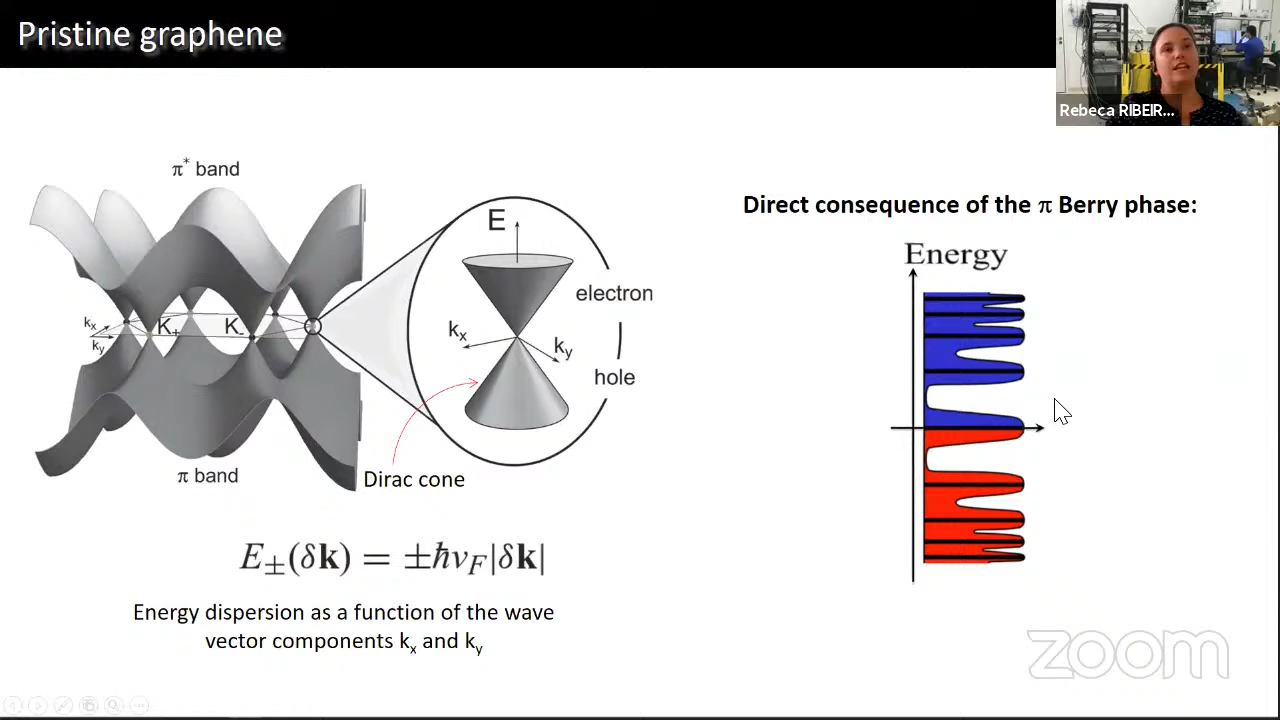 Pristine graphene
Rebeca RIBEIR...
π* band
E
electron
kx
ky
K+
K-
kx
ky
hole
π band
Dirac cone
E±(δk) = ±ħvF|δk|
Energy dispersion as a function of the wave
vector components kx and ky
Direct consequence of the π Berry phase:
Energy
zoom